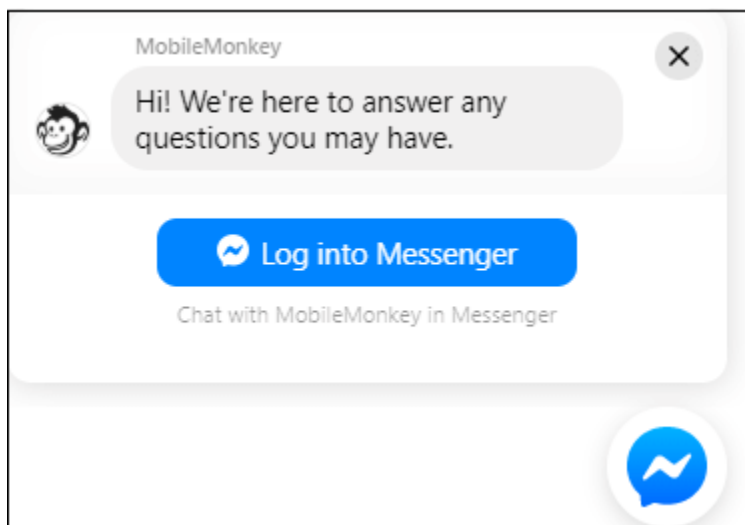 MobileMonkey
Hi! We're here to answer any
questions you may have.
Log into Messenger
Chat with MobileMonkey in Messenger